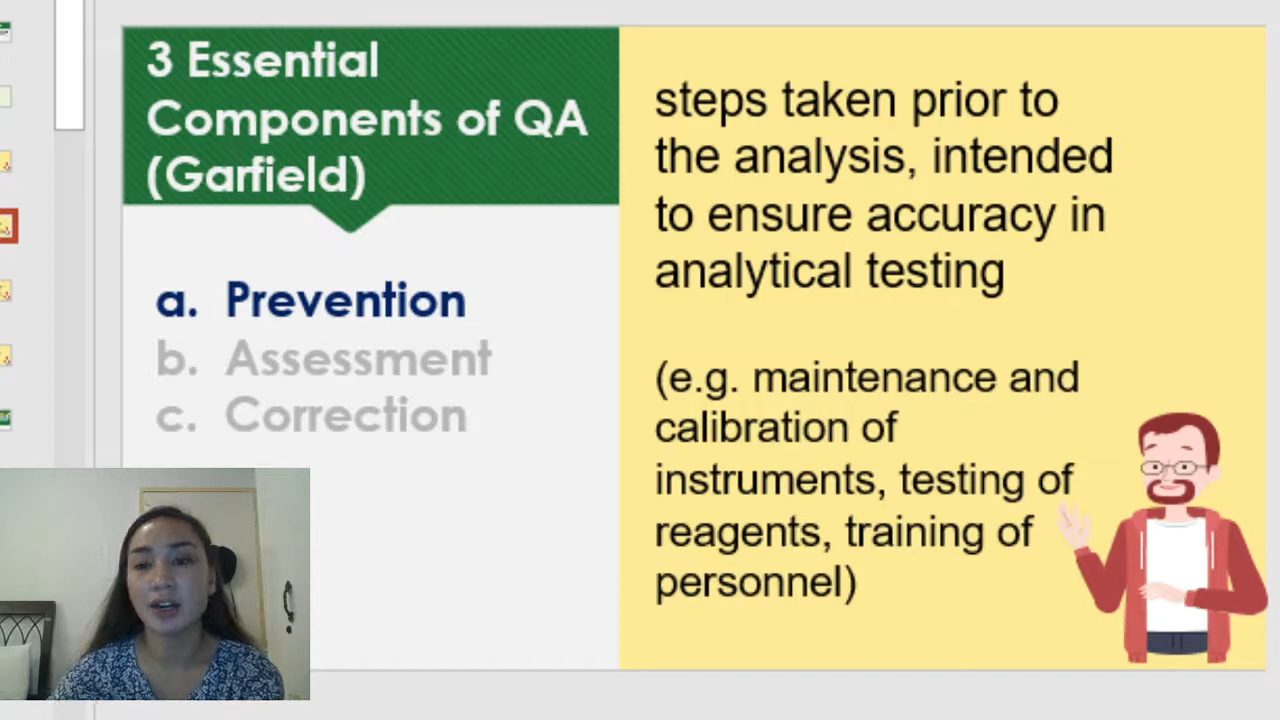 3 Essential
Components of QA
(Garfield)
a. Prevention
b. Assessment
c. Correction
steps taken prior to
the analysis, intended
to ensure accuracy in
analytical testing
(e.g. maintenance and
calibration of
instruments, testing of
reagents, training of
personnel)